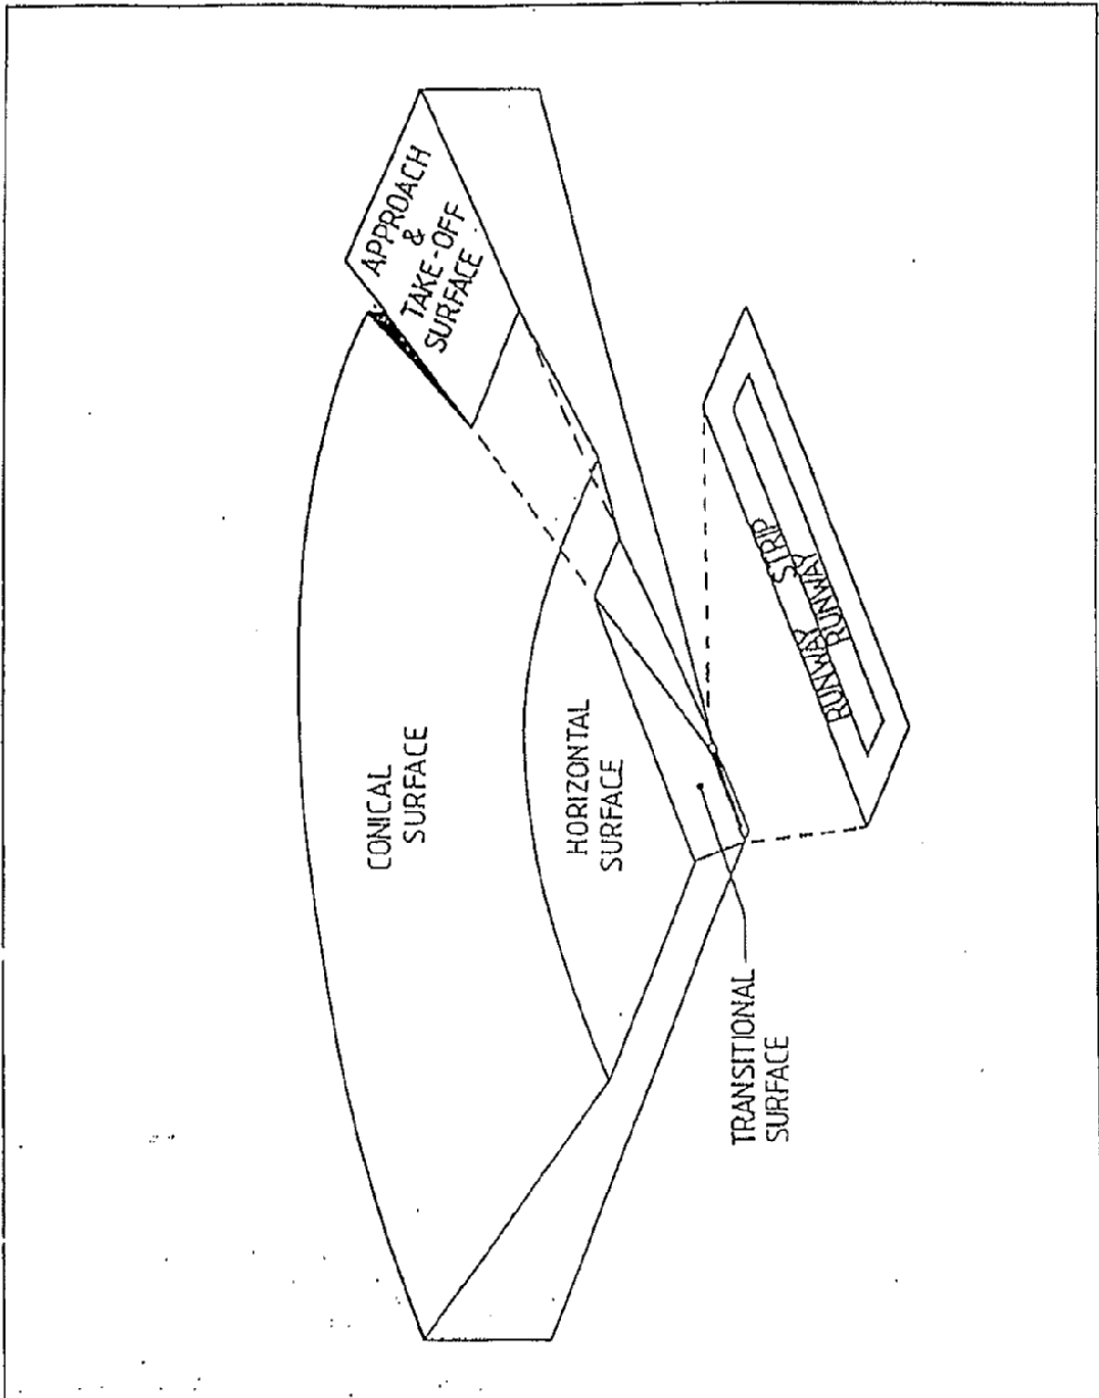 APPROACH
&
TAKE-OFF
SURFACE
CONICAL
SURFACE
HORIZONTAL
SURFACE
RUNWAY STRIP
RUNWAY
TRANSITIONAL
SURFACE